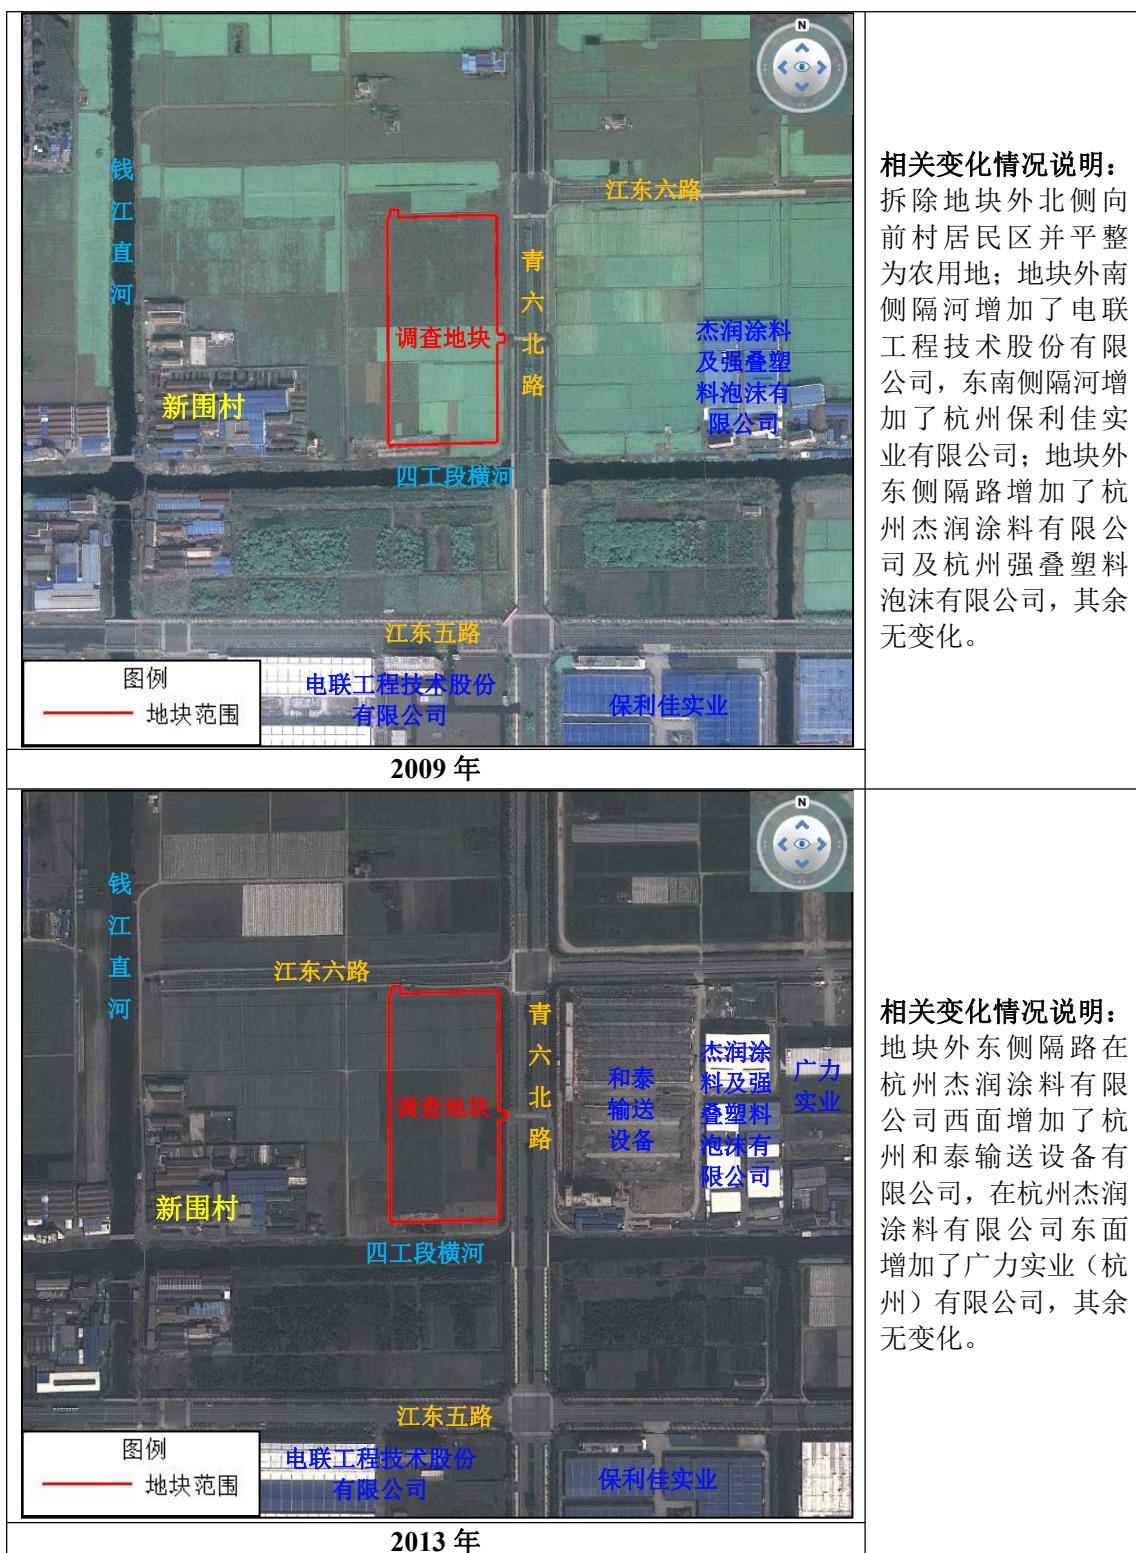 N
钱江直河
江东六路
青六北路
调查地块
杰润涂料
及强叠塑
料泡沫有
限公司
新围村
四工段横河
江东五路
图例
地块范围
电联工程技术股份
有限公司
保利佳实业
2009 年
相关变化情况说明：
拆除地块外北侧向
前村居民区并平整
为农用地；地块外南
侧隔河增加了电联
工程技术股份有限
公司，东南侧隔河增
加了杭州保利佳实
业有限公司；地块外
东侧隔路增加了杭
州杰润涂料有限公
司及杭州强叠塑料
泡沫有限公司，其余
无变化。
N
钱江直河
江东六路
青六北路
调查地块
和泰
输送
设备
杰润涂
料及强
叠塑料
泡沫有
限公司
广力
实业
新围村
四工段横河
江东五路
图例
地块范围
电联工程技术股份
有限公司
保利佳实业
2013 年
相关变化情况说明：
地块外东侧隔路在
杭州杰润涂料有限
公司西面增加了杭
州和泰输送设备有
限公司，在杭州杰润
涂料有限公司东面
增加了广力实业（杭
州）有限公司，其余
无变化。